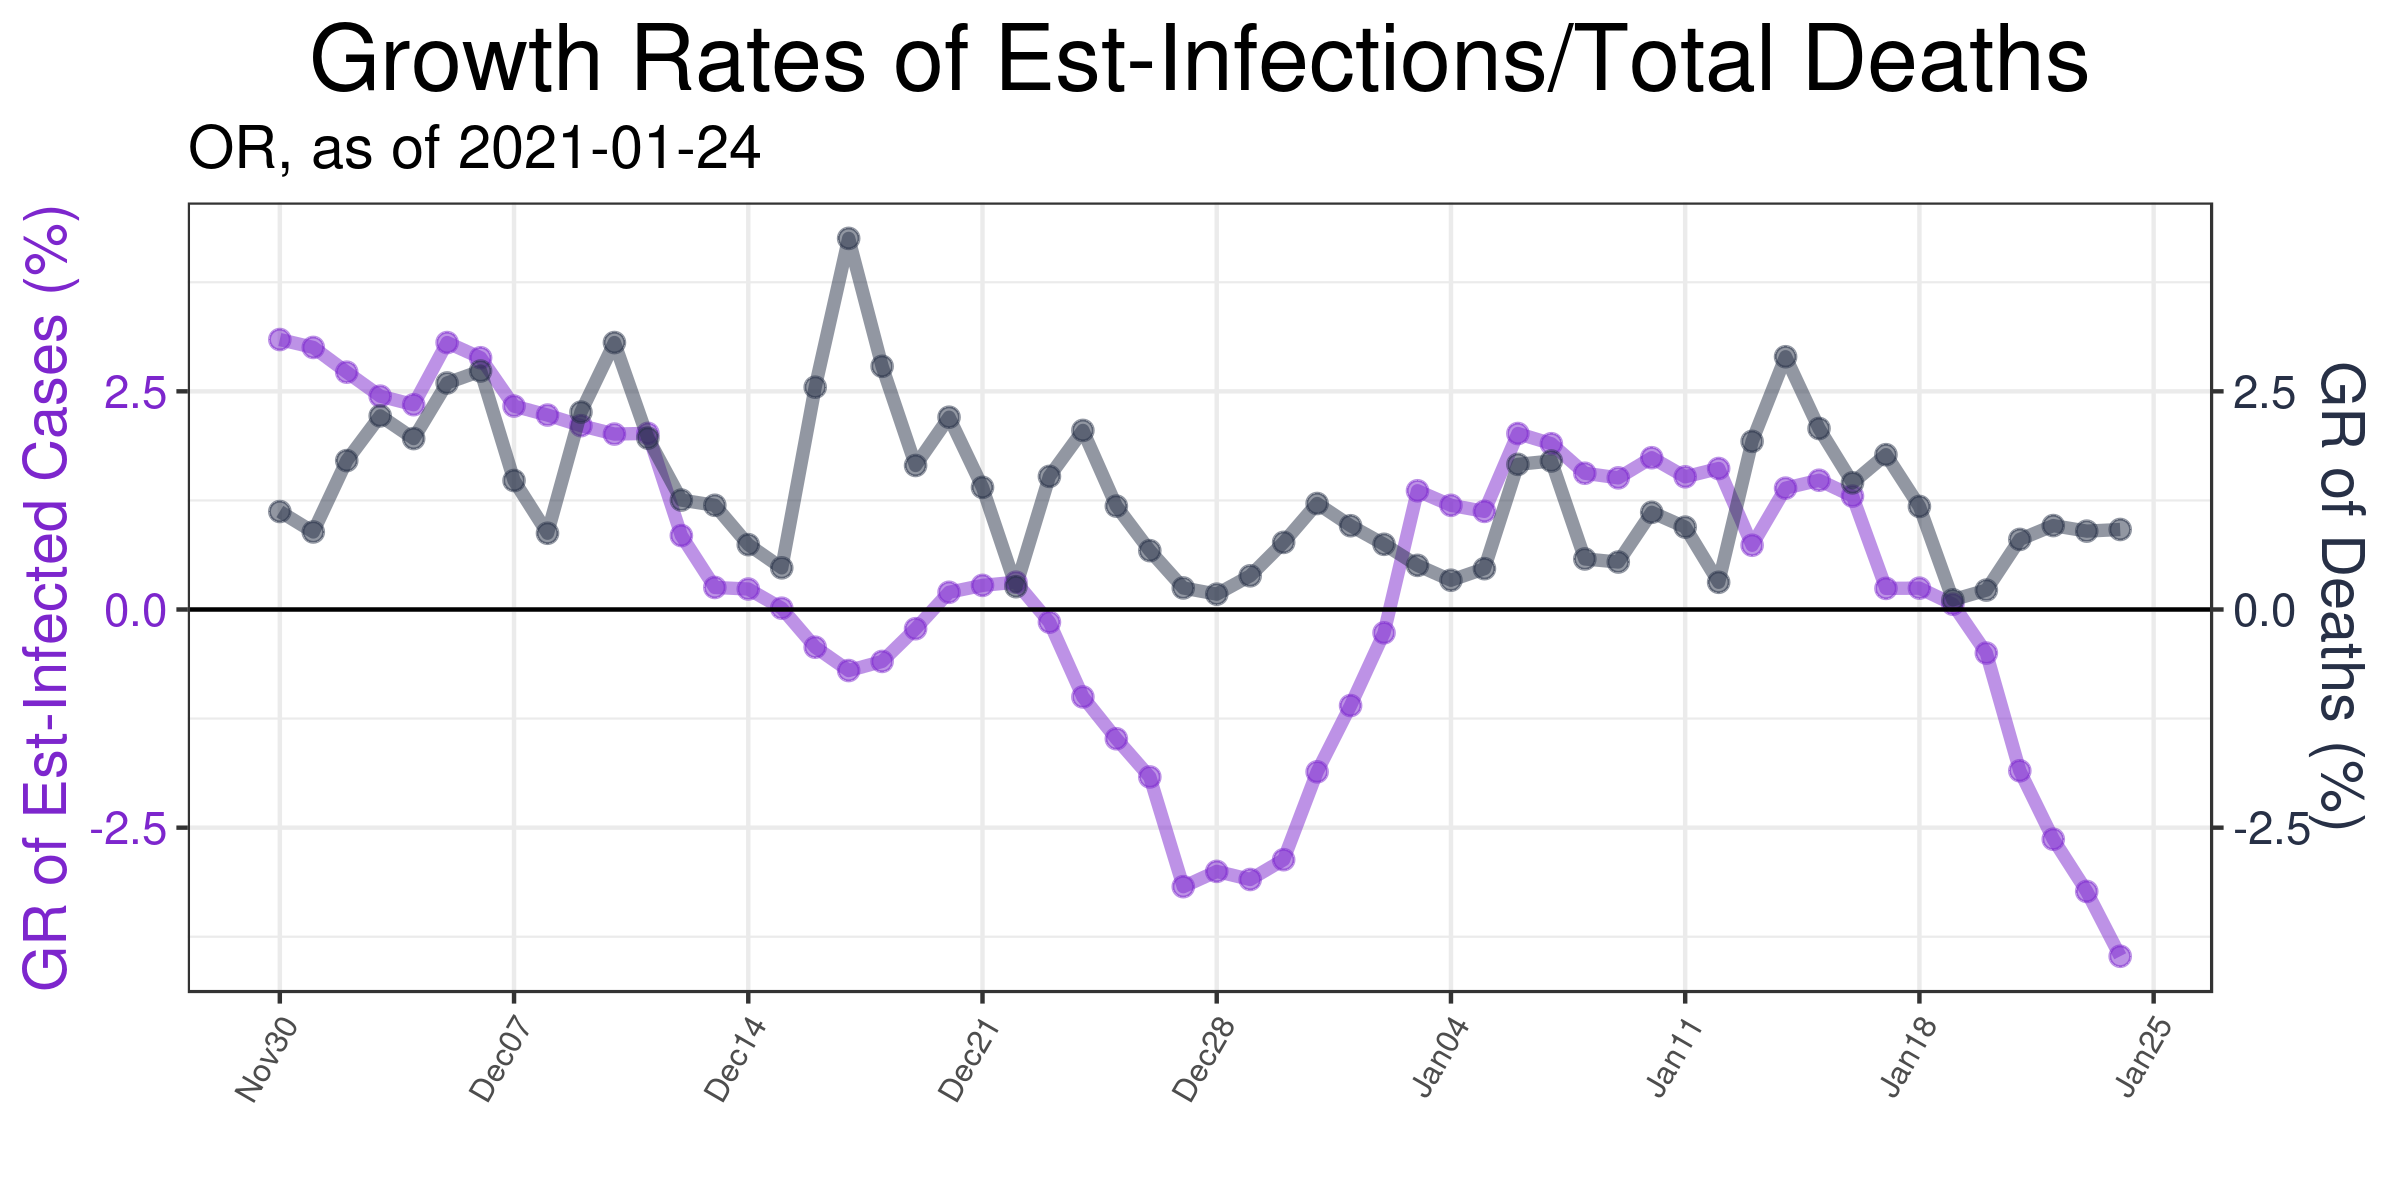 Growth Rates of Est-Infections/Total Deaths
OR, as of 2021-01-24
GR of Est-Infected Cases (%)
2.5
0.0
-2.5
2.5
0.0
-2.5
GR of Deaths (%)
Nov30
Dec07
Dec14
Dec21
Dec28
Jan04
Jan11
Jan18
Jan25